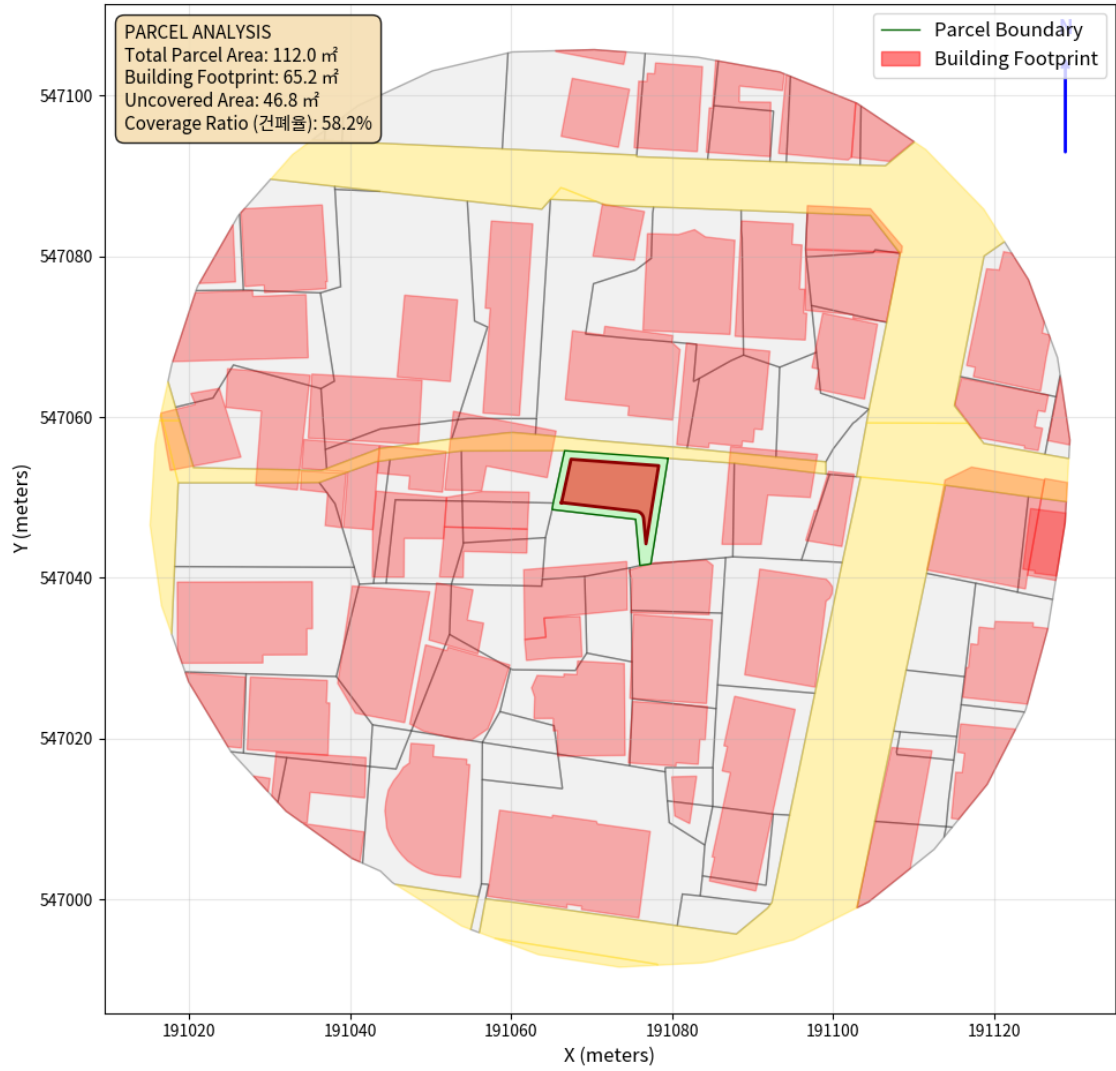 PARCEL ANALYSIS
Total Parcel Area: 112.0 ㎡
Building Footprint: 65.2 ㎡
Uncovered Area: 46.8 ㎡
Coverage Ratio (건폐율): 58.2%
Parcel Boundary
Building Footprint
N
547100
547080
547060
547040
547020
547000
Y (meters)
191020
191040
191060
191080
191100
191120
X (meters)